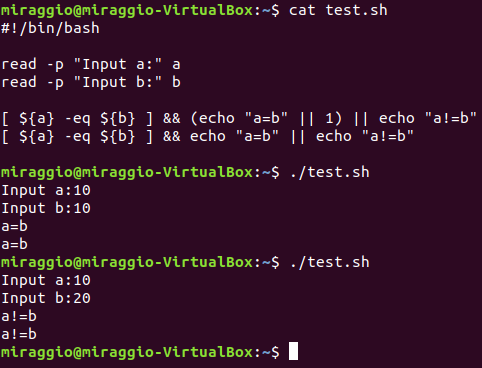 miraggio@miraggio-VirtualBox:~$ cat test.sh
#!/bin/bash
read -p "Input a:" a
read -p "Input b:" b
[ ${a} -eq ${b} ] && (echo "a=b" || 1) || echo "a!=b"
[ ${a} -eq ${b} ] && echo "a=b" || echo "a!=b"
miraggio@miraggio-VirtualBox:~$ ./test.sh
Input a:10
Input b:10
a=b
a=b
miraggio@miraggio-VirtualBox:~$ ./test.sh
Input a:10
Input b:20
a!=b
a!=b
miraggio@miraggio-VirtualBox:~$